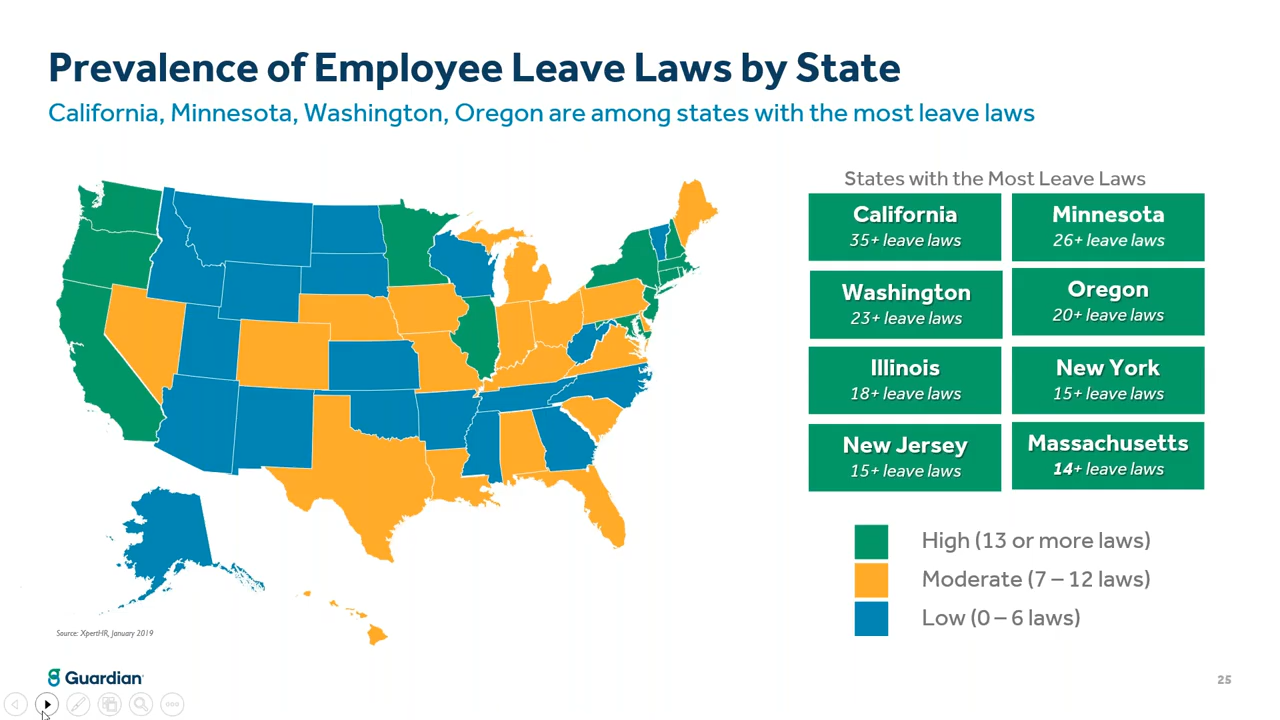 Prevalence of Employee Leave Laws by State
California, Minnesota, Washington, Oregon are among states with the most leave laws
States with the Most Leave Laws
California
35+ leave laws
Minnesota
26+ leave laws
Washington
23+ leave laws
Oregon
20+ leave laws
Illinois
18+ leave laws
New York
15+ leave laws
New Jersey
15+ leave laws
Massachusetts
14+ leave laws
High (13 or more laws)
Moderate (7 – 12 laws)
Low (0 – 6 laws)
Source: XpertHR, January 2019
Guardian
25